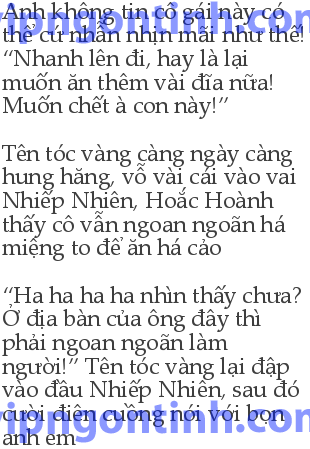 Anh không tin cô gái này có
thể cứ nhẫn nhịn mãi như thế!
“Nhanh lên đi, hay là lại
muốn ăn thêm vài đĩa nữa!
Muốn chết à con này!”
Tên tóc vàng càng ngày càng
hung hăng, vỗ vài cái vào vai
Nhiếp Nhiên, Hoắc Hoành
thấy cô vẫn ngoan ngoãn há
miệng to để ăn há cảo
“Ha ha ha ha nhìn thấy chưa?
Ở địa bàn của ông đây thì
phải ngoan ngoãn làm
người!” Tên tóc vàng lại đập
vào đầu Nhiếp Nhiên, sau đó
cười điên cuồng nói với bọn
anh em